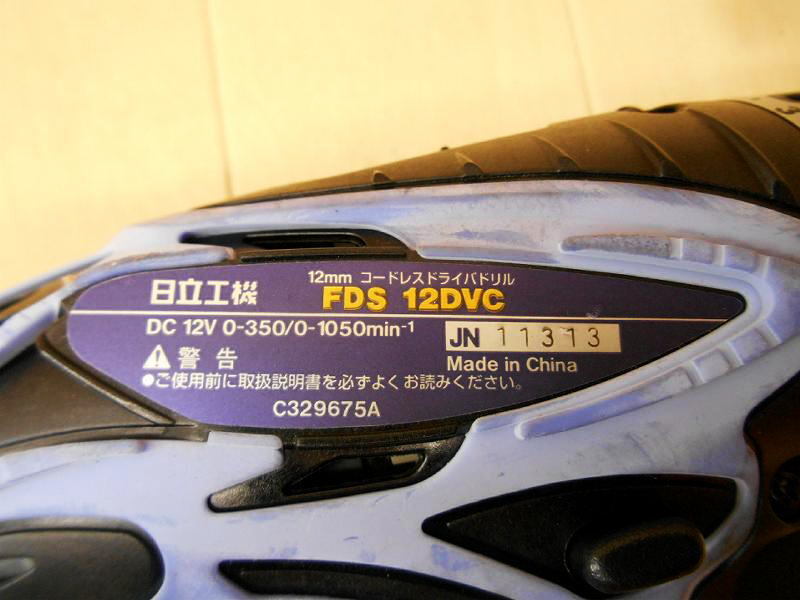 12mm コードレスドライバドリル
日立工機 FDS 12DVC
DC 12V 0-350/0-1050min⁻¹ JN 11313
警告 Made in China
●ご使用前に取扱説明書を必ずよくお読みください。
C329675A